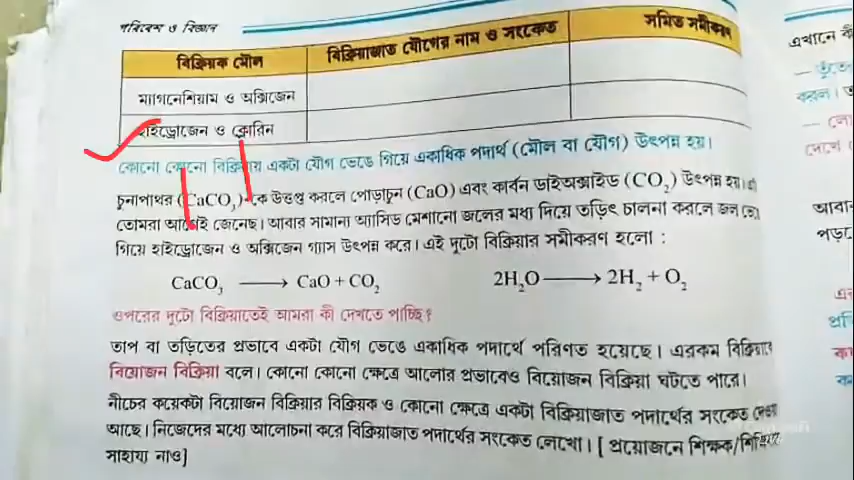 পরিবেশ ও বিজ্ঞান
বিক্রিয়ক মৌল বিক্রিয়াজাত যৌগের নাম ও সংকেত সমিত সমীকরণ
ম্যাগনেশিয়াম ও অক্সিজেন
হাইড্রোজেন ও ক্লোরিন
কোনো কোনো বিক্রিয়ায় একটা যৌগ ভেঙে গিয়ে একাধিক পদার্থ (মৌল বা যৌগ) উৎপন্ন হয়।
চুনাপাথর (CaCO₃)-কে উত্তপ্ত করলে পোড়াচুন (CaO) এবং কার্বন ডাইঅক্সাইড (CO₂) উৎপন্ন হয়।
তোমরা আগেই জেনেছ। আবার সামান্য অ্যাসিড মেশানো জলের মধ্য দিয়ে তড়িৎ চালনা করলে জল
গিয়ে হাইড্রোজেন ও অক্সিজেন গ্যাস উৎপন্ন করে। এই দুটো বিক্রিয়ার সমীকরণ হলো :
CaCO₃ ⟶ CaO + CO₂ 2H₂O ⟶ 2H₂ + O₂
ওপরের দুটো বিক্রিয়াতেই আমরা কী দেখতে পাচ্ছি?
তাপ বা তড়িতের প্রভাবে একটা যৌগ ভেঙে একাধিক পদার্থে পরিণত হয়েছে। এরকম বিক্রিয়াকে
বিয়োজন বিক্রিয়া বলে। কোনো কোনো ক্ষেত্রে আলোর প্রভাবেও বিয়োজন বিক্রিয়া ঘটতে পারে।
নীচের কয়েকটা বিয়োজন বিক্রিয়ার বিক্রিয়ক ও কোনো ক্ষেত্রে একটা বিক্রিয়াজাত পদার্থের সংকেত দেওয়া
আছে। নিজেদের মধ্যে আলোচনা করে বিক্রিয়াজাত পদার্থের সংকেত লেখো। [ প্রয়োজনে শিক্ষক/
সাহায্য নাও]
এখানে কী